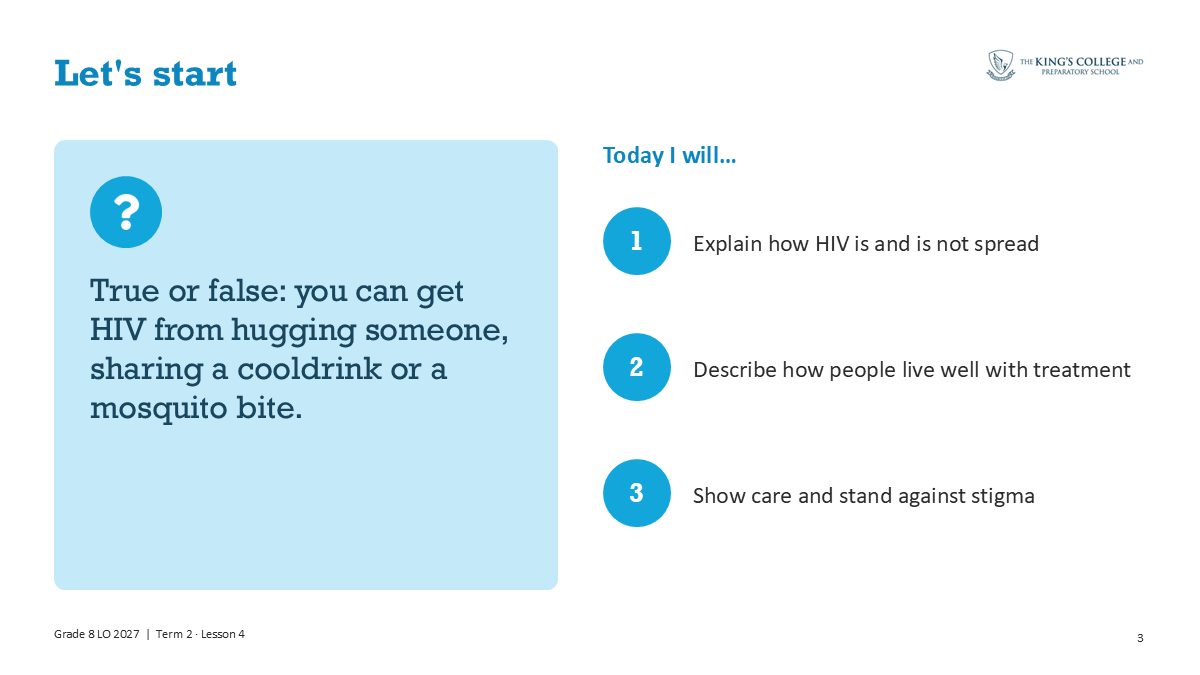 Let's start
THE KING'S COLLEGE AND
PREPARATORY SCHOOL
?
True or false: you can get
HIV from hugging someone,
sharing a cooldrink or a
mosquito bite.
Today I will...
1 Explain how HIV is and is not spread
2 Describe how people live well with treatment
3 Show care and stand against stigma
Grade 8 LO 2027 | Term 2 · Lesson 4
3